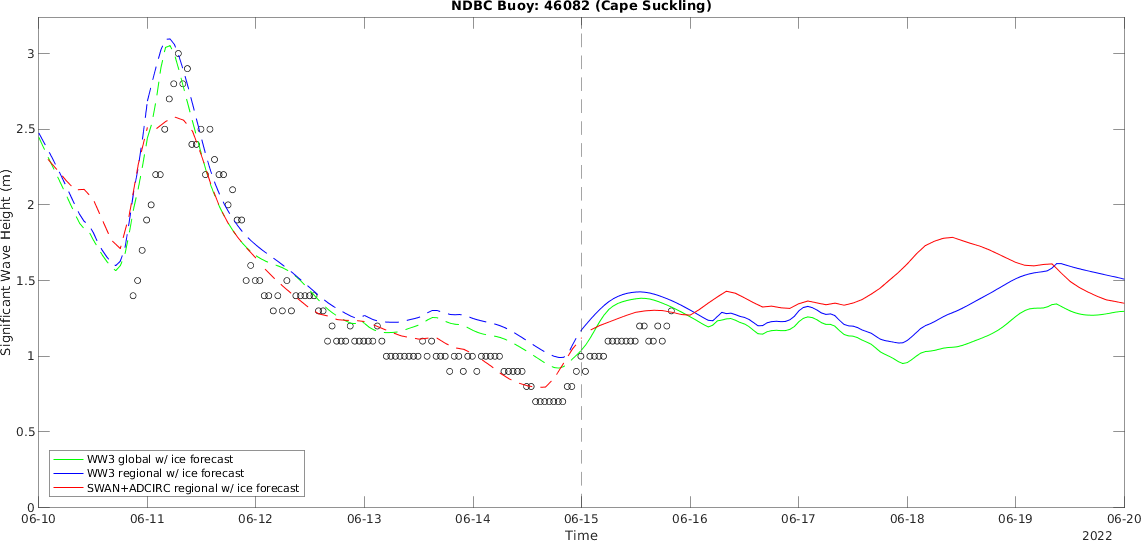 NDBC Buoy: 46082 (Cape Suckling)
Significant Wave Height (m)
3
2.5
2
1.5
1
0.5
0
WW3 global w/ ice forecast
WW3 regional w/ ice forecast
SWAN+ADCIRC regional w/ ice forecast
06-10 06-11 06-12 06-13 06-14 06-15 06-16 06-17 06-18 06-19 06-20
Time
2022